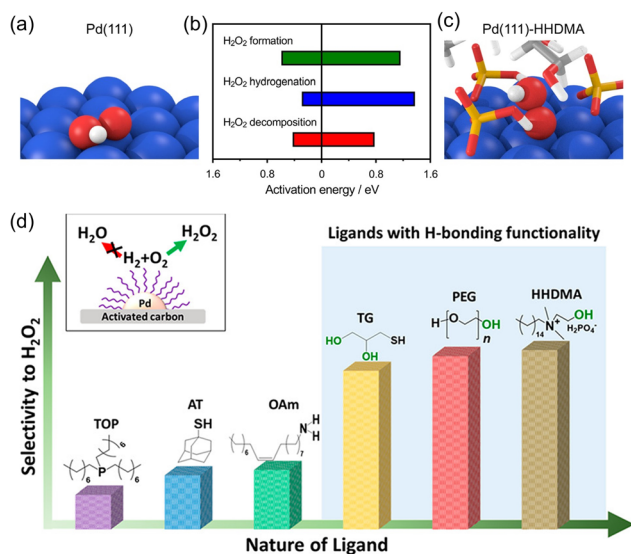 (a)
Pd(111)
(b)
H₂O₂ formation
H₂O₂ hydrogenation
H₂O₂ decomposition
1.6 0.8 0 0.8 1.6
Activation energy / eV
(c)
Pd(111)-HHDMA
(d)
H₂O
H₂O₂
H₂+O₂
Pd
Activated carbon
Ligands with H-bonding functionality
Selectivity to H₂O₂
TOP
6
P
6
6
AT
SH
OAm
H
N
H
6
7
TG
HO
SH
OH
PEG
H
O
OH
n
HHDMA
OH
14
N⁺
H₂PO₄⁻
Nature of Ligand